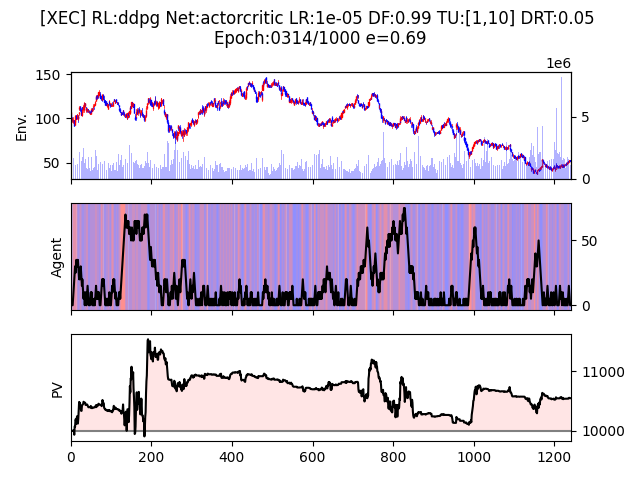 [XEC] RL:ddpg Net:actorcritic LR:1e-05 DF:0.99 TU:[1,10] DRT:0.05
Epoch:0314/1000 e=0.69
1e6
150
100
50
Env.
5
0
Agent
50
0
PV
11000
10000
0 200 400 600 800 1000 1200